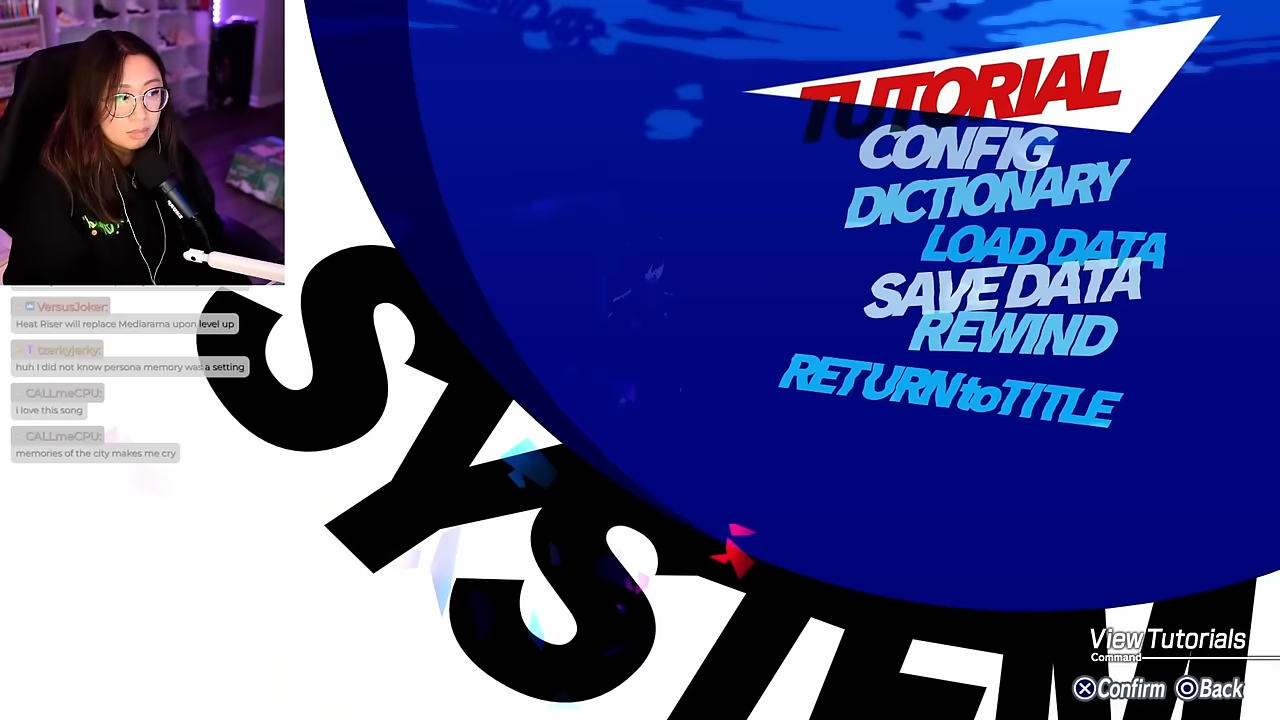 TUTORIAL
CONFIG
DICTIONARY
LOAD DATA
SAVE DATA
REWIND
RETURN to TITLE
SYSTEM
VersusJoker:
Heat Riser will replace Mediarama upon level up
tzerkyjerky:
huh I did not know persona memory was a setting
CALLmeCPU:
i love this song
CALLmeCPU:
memories of the city makes me cry
View Tutorials
Command
Confirm Back